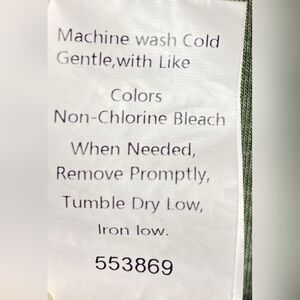 Machine wash Cold
Gentle,with Like
Colors
Non-Chlorine Bleach
When Needed,
Remove Promptly,
Tumble Dry Low,
Iron low.
553869